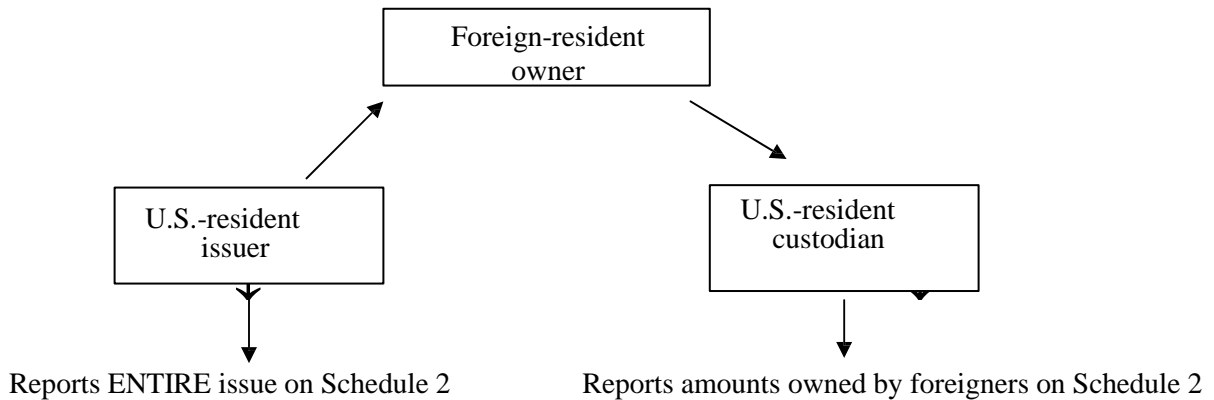 Foreign-resident
owner
U.S.-resident
issuer
U.S.-resident
custodian
Reports ENTIRE issue on Schedule 2
Reports amounts owned by foreigners on Schedule 2